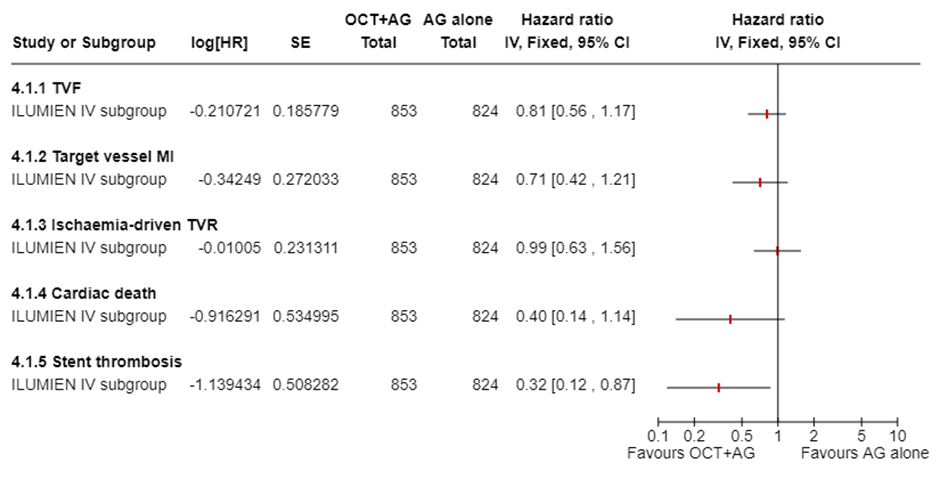 OCT+AG AG alone Hazard ratio Hazard ratio
Study or Subgroup log[HR] SE Total Total IV, Fixed, 95% CI IV, Fixed, 95% CI
4.1.1 TVF
ILUMIEN IV subgroup -0.210721 0.185779 853 824 0.81 [0.56 , 1.17]
4.1.2 Target vessel MI
ILUMIEN IV subgroup -0.34249 0.272033 853 824 0.71 [0.42 , 1.21]
4.1.3 Ischaemia-driven TVR
ILUMIEN IV subgroup -0.01005 0.231311 853 824 0.99 [0.63 , 1.56]
4.1.4 Cardiac death
ILUMIEN IV subgroup -0.916291 0.534995 853 824 0.40 [0.14 , 1.14]
4.1.5 Stent thrombosis
ILUMIEN IV subgroup -1.139434 0.508282 853 824 0.32 [0.12 , 0.87]
0.1 0.2 0.5 1 2 5 10
Favours OCT+AG Favours AG alone